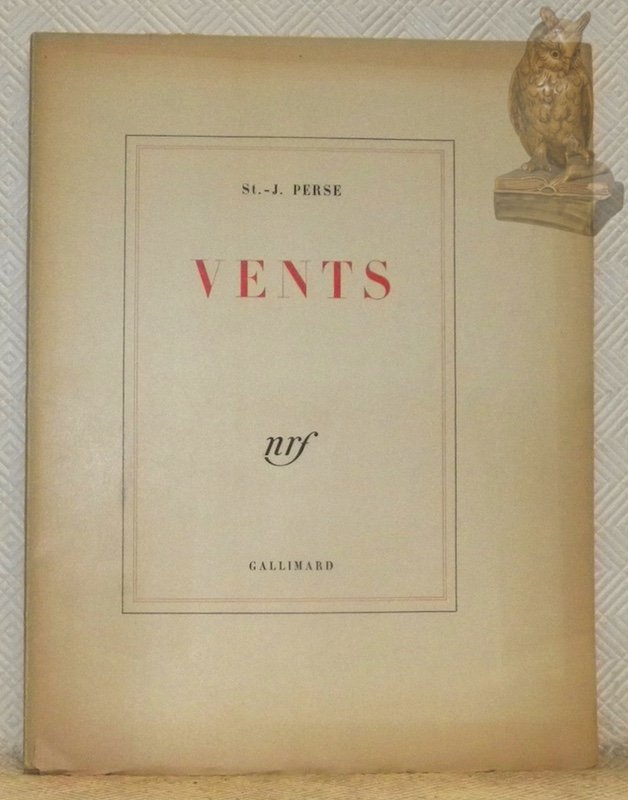 St.-J. PERSE
VENTS
nrf
GALLIMARD